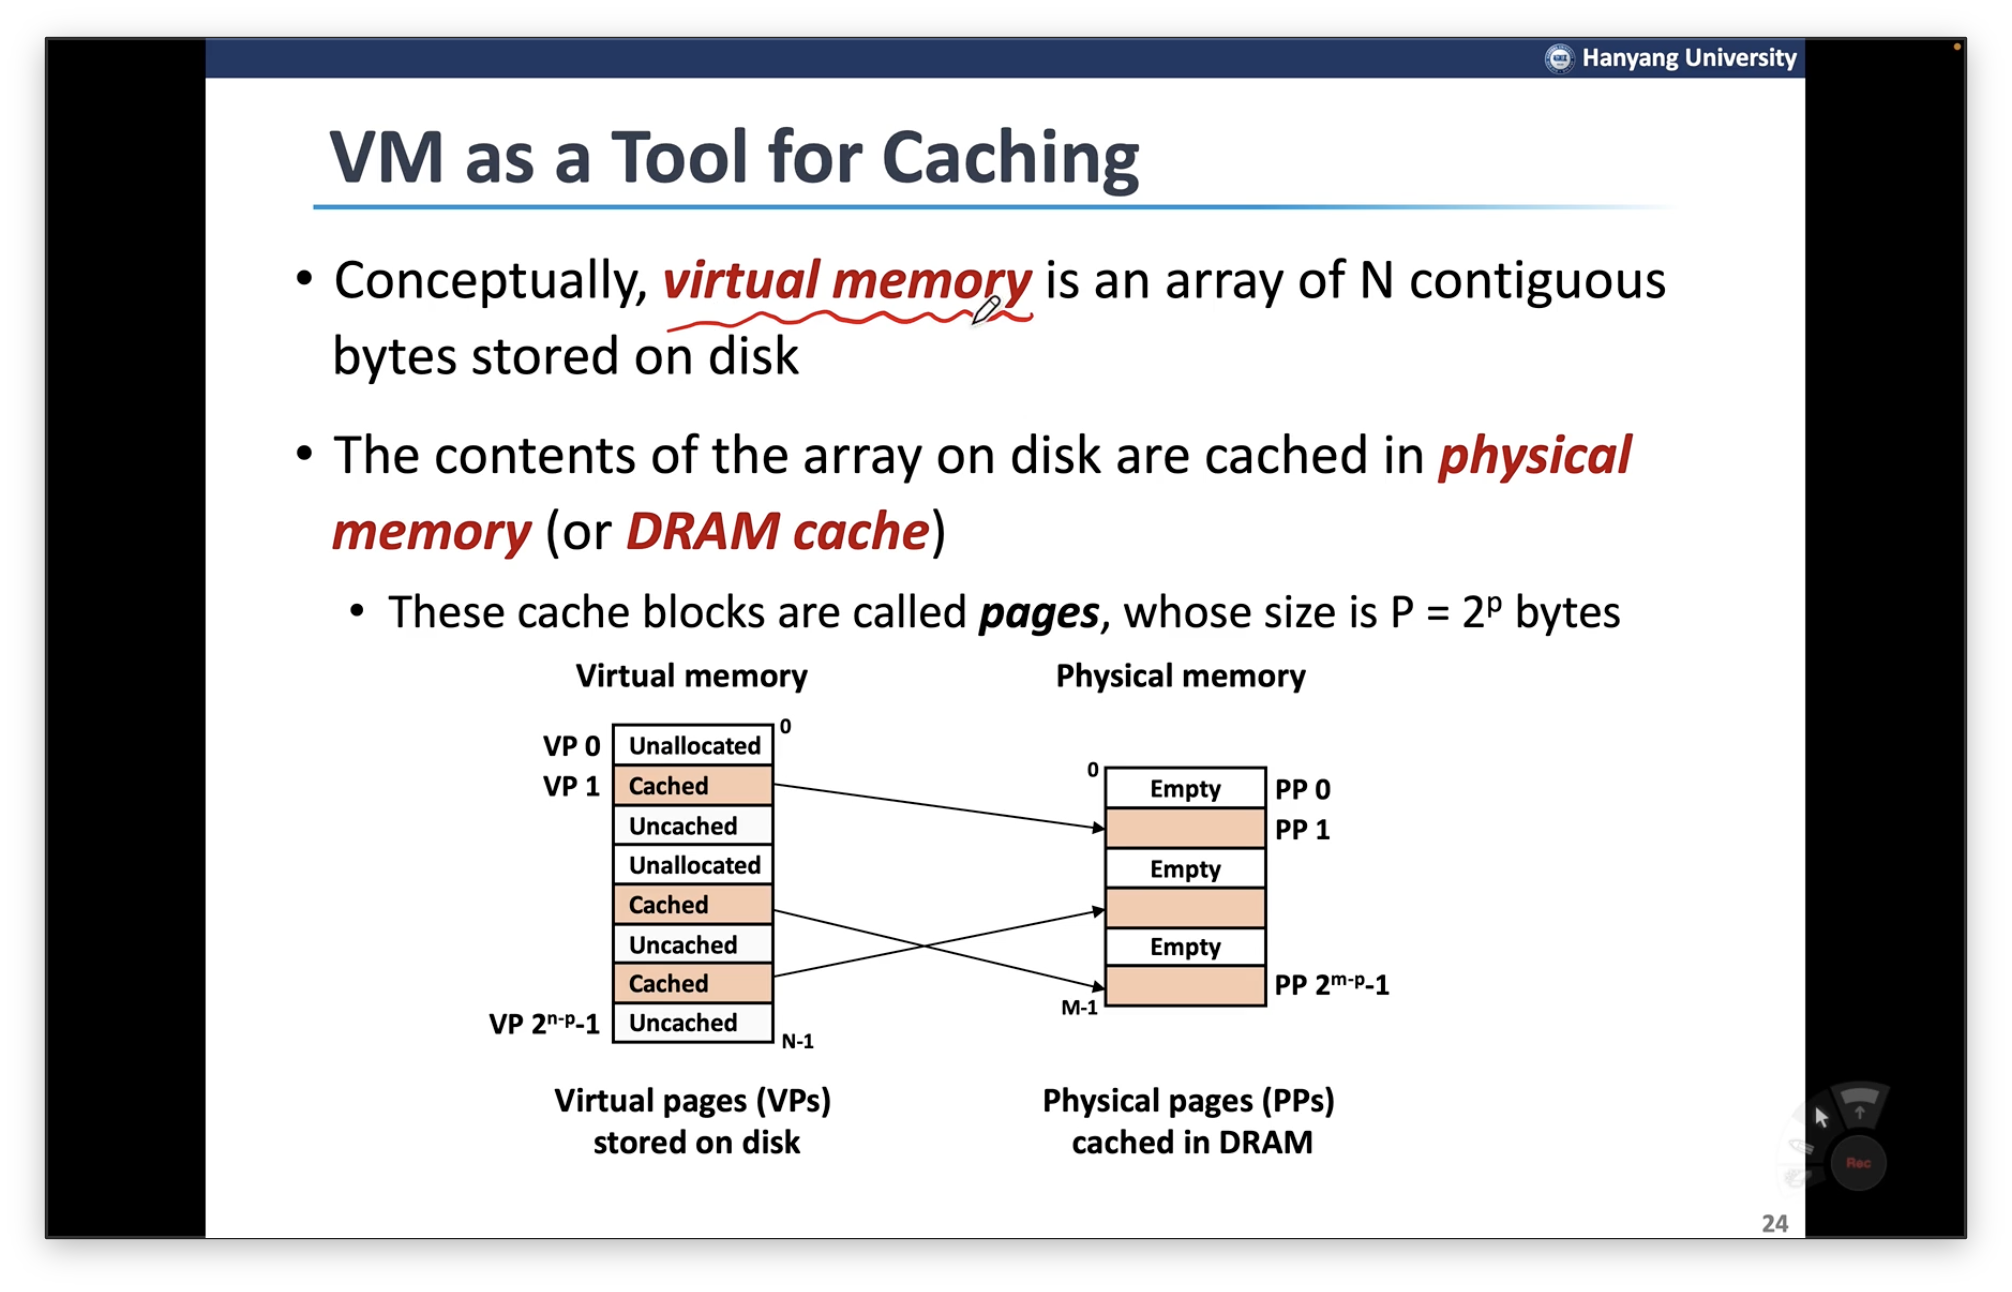 Hanyang University
VM as a Tool for Caching
• Conceptually, virtual memory is an array of N contiguous
bytes stored on disk
• The contents of the array on disk are cached in physical
memory (or DRAM cache)
• These cache blocks are called pages, whose size is P = 2ᵖ bytes
Virtual memory
Physical memory
0
VP 0 Unallocated
VP 1 Cached
Uncached
Unallocated
Cached
Uncached
Cached
VP 2ⁿ⁻ᵖ-1 Uncached
N-1
0
Empty PP 0
PP 1
Empty
Empty
PP 2ᵐ⁻ᵖ-1
M-1
Virtual pages (VPs)
stored on disk
Physical pages (PPs)
cached in DRAM
Rec
24